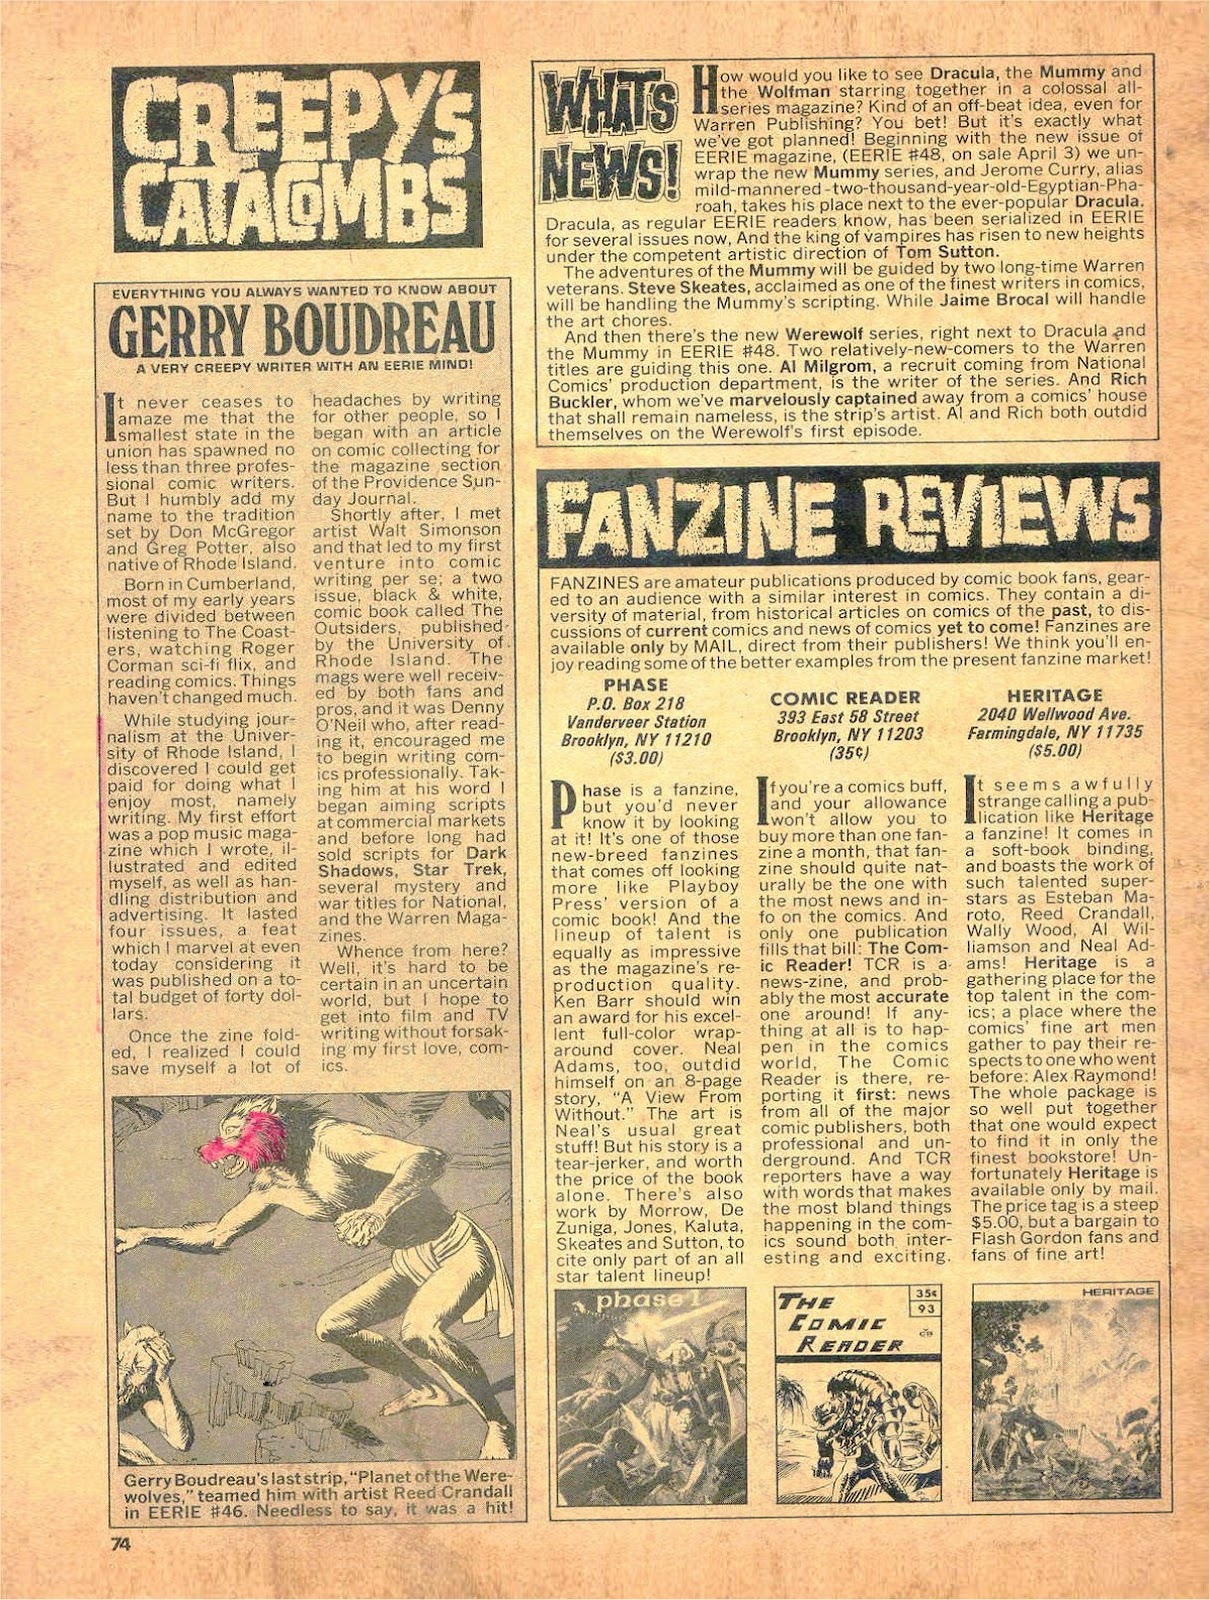 CREEPY's
CATACOMBS
EVERYTHING YOU ALWAYS WANTED TO KNOW ABOUT
GERRY BOUDREAU
A VERY CREEPY WRITER WITH AN EERIE MIND!
It never ceases to
amaze me that the
smallest state in the
union has spawned no
less than three profes-
sional comic writers.
But I humbly add my
name to the tradition
set by Don McGregor
and Greg Potter, also
native of Rhode Island.
Born in Cumberland,
most of my early years
were divided between
listening to The Coast-
ers, watching Roger
Corman sci-fi flix, and
reading comics. Things
haven't changed much.
While studying jour-
nalism at the Univer-
sity of Rhode Island, I
discovered I could get
paid for doing what I
enjoy most, namely
writing. My first effort
was a pop music maga-
zine which I wrote, il-
lustrated and edited
myself, as well as han-
dling distribution and
advertising. It lasted
four issues, a feat
which I marvel at even
today considering it
was published on a to-
tal budget of forty dol-
lars.
Once the zine fold-
ed, I realized I could
save myself a lot of
headaches by writing
for other people, so I
began with an article
on comic collecting for
the magazine section
of the Providence Sun-
day Journal.
Shortly after, I met
artist Walt Simonson
and that led to my first
venture into comic
writing per se; a two
issue, black & white,
comic book called The
Outsiders, published
by the University of
Rhode Island. The
mags were well receiv-
ed by both fans and
pros, and it was Denny
O'Neil who, after read-
ing it, encouraged me
to begin writing com-
ics professionally. Tak-
ing him at his word I
began aiming scripts
at commercial markets
and before long had
sold scripts for Dark
Shadows, Star Trek,
several mystery and
war titles for National,
and the Warren Maga-
zines.
Whence from here?
Well, it's hard to be
certain in an uncertain
world, but I hope to
get into film and TV
writing without forsak-
ing my first love, com-
ics.
Gerry Boudreau's last strip, "Planet of the Were-
wolves," teamed him with artist Reed Crandall
in EERIE #46. Needless to say, it was a hit!
WHAT'S
NEWS!
How would you like to see Dracula, the Mummy and
the Wolfman starring together in a colossal all-
series magazine? Kind of an off-beat idea, even for
Warren Publishing? You bet! But it's exactly what
we've got planned! Beginning with the new issue of
EERIE magazine, (EERIE #48, on sale April 3) we un-
wrap the new Mummy series, and Jerome Curry, alias
mild-mannered-two-thousand-year-old-Egyptian-Pha-
roah, takes his place next to the ever-popular Dracula.
Dracula, as regular EERIE readers know, has been serialized in EERIE
for several issues now, And the king of vampires has risen to new heights
under the competent artistic direction of Tom Sutton.
The adventures of the Mummy will be guided by two long-time Warren
veterans. Steve Skeates, acclaimed as one of the finest writers in comics,
will be handling the Mummy's scripting. While Jaime Brocal will handle
the art chores.
And then there's the new Werewolf series, right next to Dracula and
the Mummy in EERIE #48. Two relatively-new-comers to the Warren
titles are guiding this one. Al Milgrom, a recruit coming from National
Comics' production department, is the writer of the series. And Rich
Buckler, whom we've marvelously captained away from a comics' house
that shall remain nameless, is the strip's artist. Al and Rich both outdid
themselves on the Werewolf's first episode.
FANZINE REVIEWS
FANZINES are amateur publications produced by comic book fans, gear-
ed to an audience with a similar interest in comics. They contain a di-
versity of material, from historical articles on comics of the past, to dis-
cussions of current comics and news of comics yet to come! Fanzines are
available only by MAIL, direct from their publishers! We think you'll en-
joy reading some of the better examples from the present fanzine market!
PHASE
P.O. Box 218
Vanderveer Station
Brooklyn, NY 11210
($3.00)
Phase is a fanzine,
but you'd never
know it by looking
at it! It's one of those
new-breed fanzines
that comes off looking
more like Playboy
Press' version of a
comic book! And the
lineup of talent is
equally as impressive
as the magazine's re-
production quality.
Ken Barr should win
an award for his excel-
lent full-color wrap-
around cover. Neal
Adams, too, outdid
himself on an 8-page
story, "A View From
Without." The art is
Neal's usual great
stuff! But his story is a
tear-jerker, and worth
the price of the book
alone. There's also
work by Morrow, De
Zuniga, Jones, Kaluta,
Skeates and Sutton, to
cite only part of an all
star talent lineup!
phase 1
COMIC READER
393 East 58 Street
Brooklyn, NY 11203
(35¢)
If you're a comics buff,
and your allowance
won't allow you to
buy more than one fan-
zine a month, that fan-
zine should quite nat-
urally be the one with
the most news and in-
fo on the comics. And
only one publication
fills that bill: The Com-
ic Reader! TCR is a
news-zine, and prob-
ably the most accurate
one around! If any-
thing at all is to hap-
pen in the comics
world, The Comic
Reader is there, re-
porting it first: news
from all of the major
comic publishers, both
professional and un-
derground. And TCR
reporters have a way
with words that makes
the most bland things
happening in the com-
ics sound both inter-
esting and exciting.
THE
COMIC
READER
35¢
93
HERITAGE
2040 Wellwood Ave.
Farmingdale, NY 11735
($5.00)
It seems awfully
strange calling a pub-
lication like Heritage
a fanzine! It comes in
a soft-book binding,
and boasts the work of
such talented super-
stars as Esteban Ma-
roto, Reed Crandall,
Wally Wood, Al Wil-
liamson and Neal Ad-
ams! Heritage is a
gathering place for the
top talent in the com-
ics; a place where the
comics' fine art men
gather to pay their re-
spects to one who went
before: Alex Raymond!
The whole package is
so well put together
that one would expect
to find it in only the
finest bookstore! Un-
fortunately Heritage is
available only by mail.
The price tag is a steep
$5.00, but a bargain to
Flash Gordon fans and
fans of fine art!
HERITAGE
74